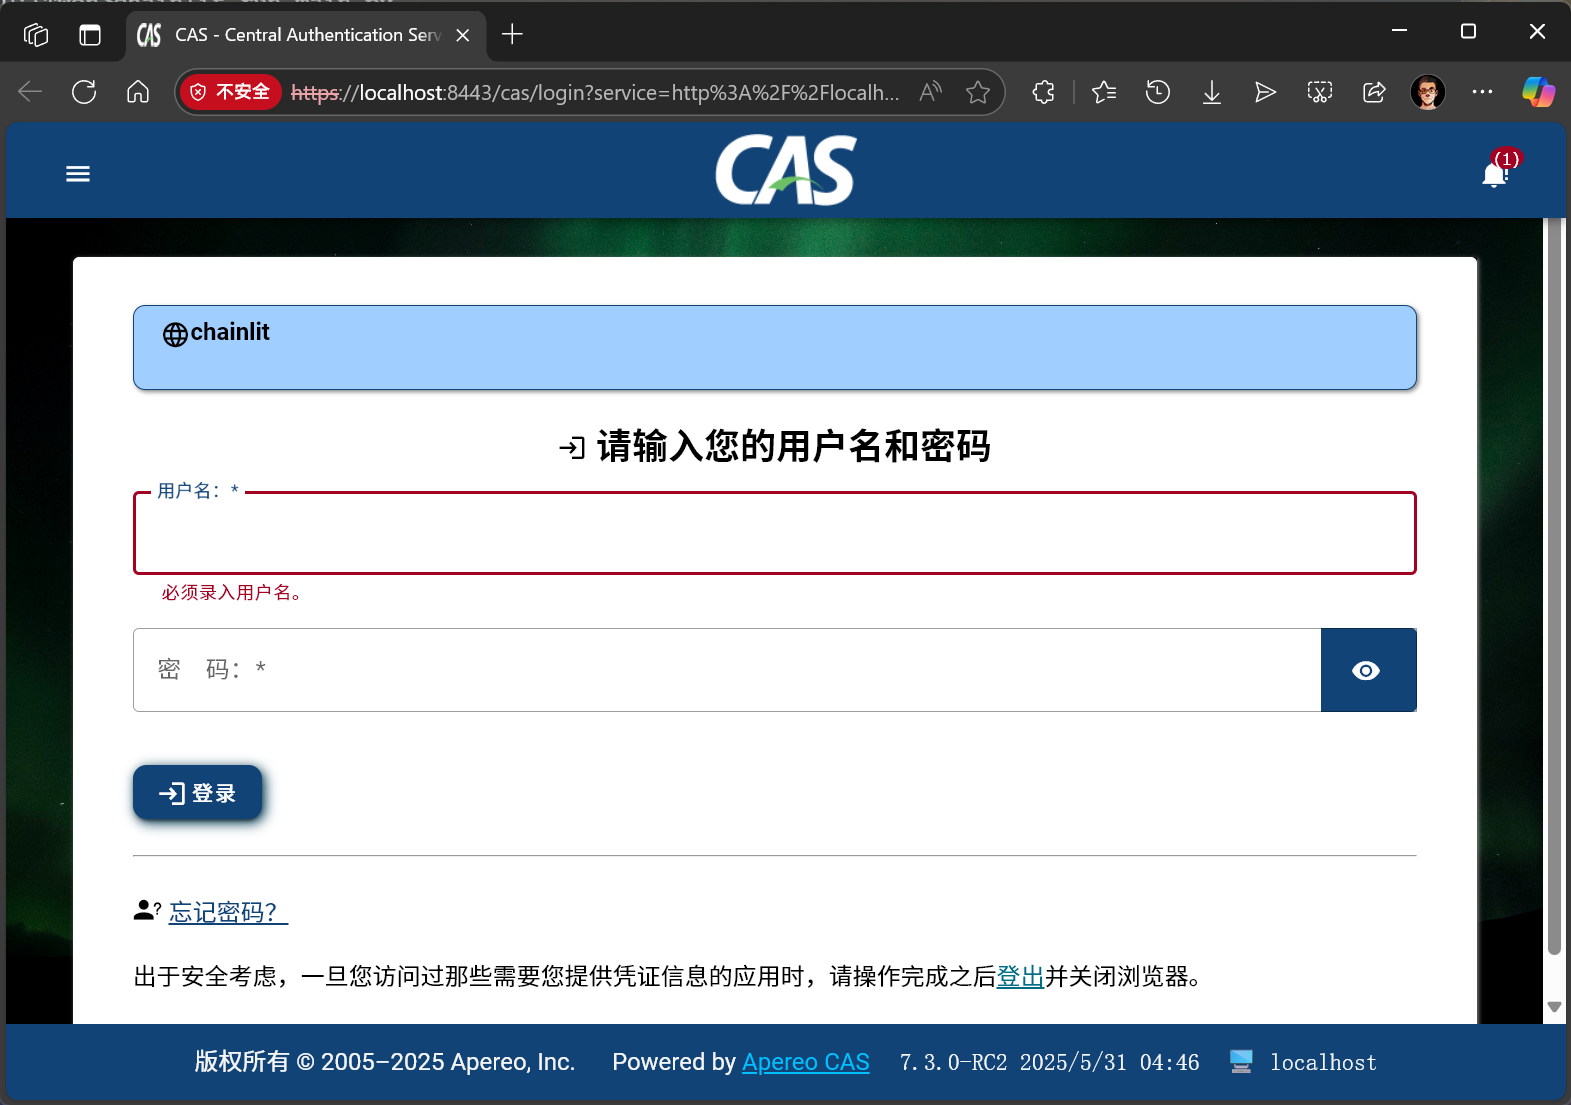 CAS - Central Authentication Serv
不安全
https://localhost:8443/cas/login?service=http%3A%2F%2Flocalh...
CAS
(1)
chainlit
请输入您的用户名和密码
用户名：*
必须录入用户名。
密　码：*
登录
忘记密码？
出于安全考虑，一旦您访问过那些需要您提供凭证信息的应用时，请操作完成之后登出并关闭浏览器。
版权所有 © 2005–2025 Apereo, Inc. Powered by Apereo CAS 7.3.0-RC2 2025/5/31 04:46 localhost